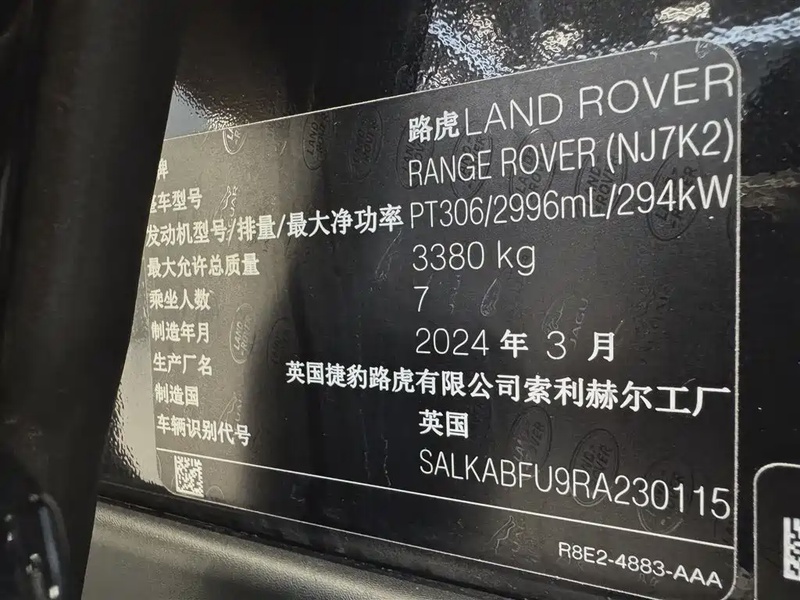 牌 路虎 LAND ROVER
整车型号 RANGE ROVER (NJ7K2)
发动机型号/排量/最大净功率 PT306/2996mL/294kW
最大允许总质量 3380 kg
乘坐人数 7
制造年月 2024 年 3 月
生产厂名 英国捷豹路虎有限公司索利赫尔工厂
制造国 英国
车辆识别代号 SALKABFU9RA230115
R8E2-4883-AAA